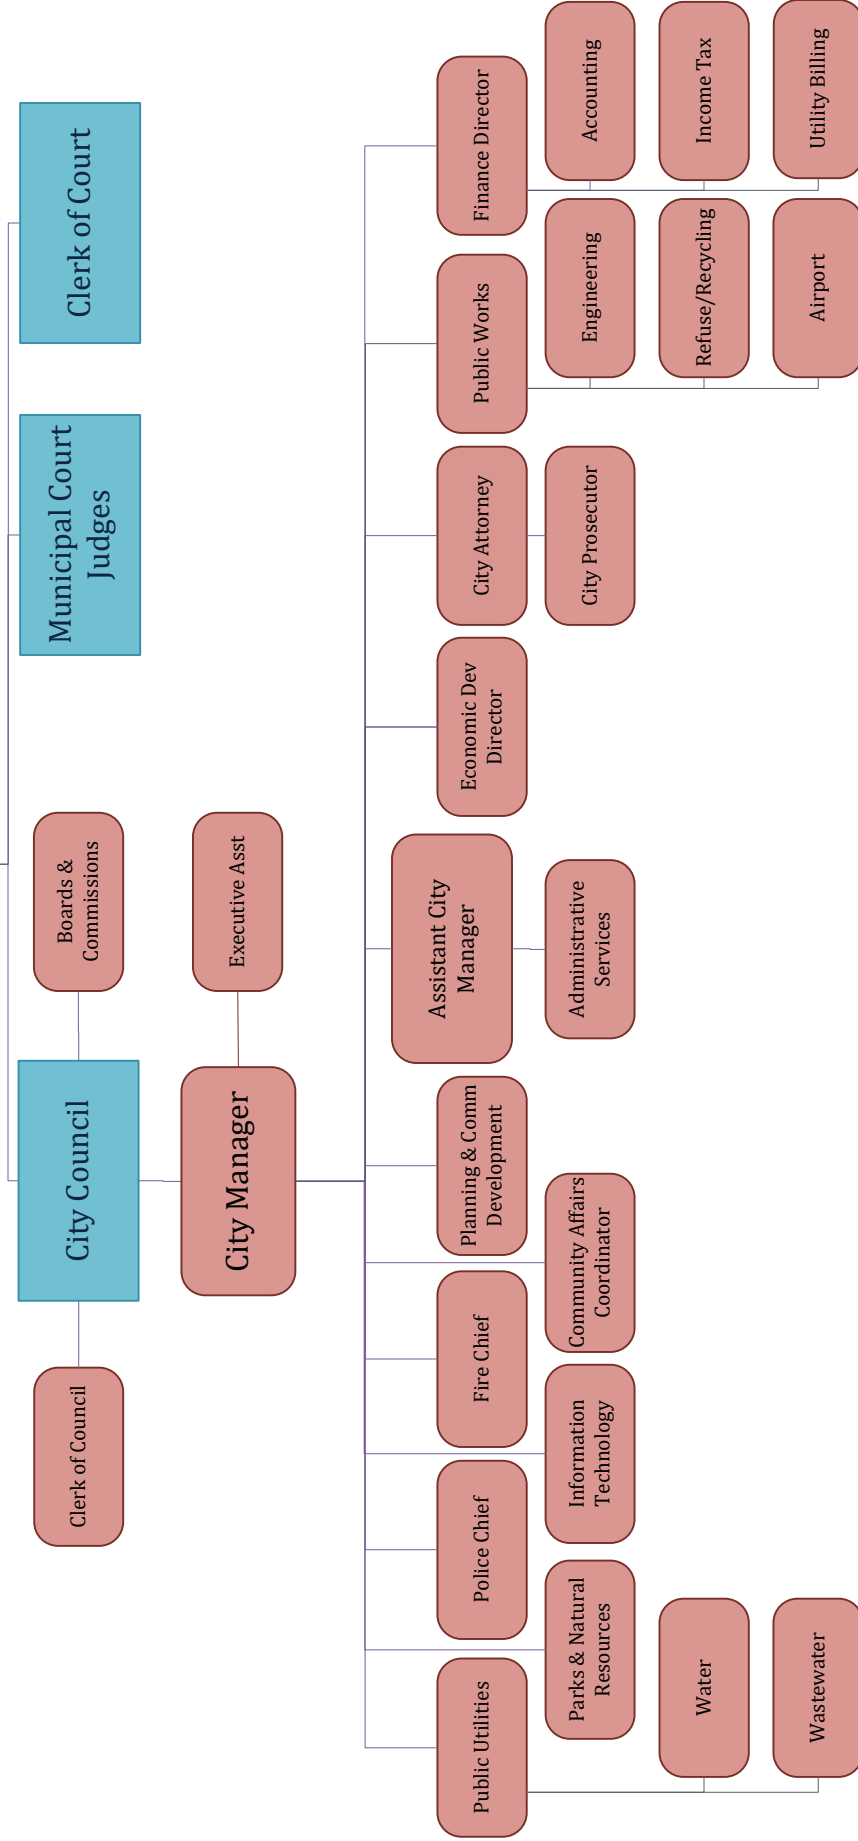 Clerk of Council
City Council
Boards &
Commissions
Municipal Court
Judges
Clerk of Court
City Manager
Executive Asst
Public Utilities
Police Chief
Fire Chief
Planning & Comm
Development
Assistant City
Manager
Economic Dev
Director
City Attorney
Public Works
Finance Director
Parks & Natural
Resources
Information
Technology
Community Affairs
Coordinator
Administrative
Services
City Prosecutor
Engineering
Accounting
Water
Refuse/Recycling
Income Tax
Wastewater
Airport
Utility Billing